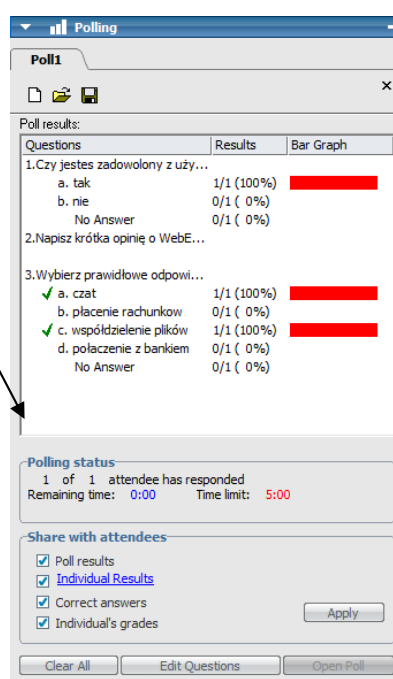 Polling
Poll1
Poll results:
Questions Results Bar Graph
1.Czy jestes zadowolony z uży...
a. tak 1/1 (100%)
b. nie 0/1 ( 0%)
No Answer 0/1 ( 0%)
2.Napisz krótka opinię o WebE...
3.Wybierz prawidłowe odpowi...
a. czat 1/1 (100%)
b. płacenie rachunkow 0/1 ( 0%)
c. współdzielenie plików 1/1 (100%)
d. połaczenie z bankiem 0/1 ( 0%)
No Answer 0/1 ( 0%)
Polling status
1 of 1 attendee has responded
Remaining time: 0:00 Time limit: 5:00
Share with attendees
Poll results
Individual Results
Correct answers
Individual's grades
Apply
Clear All Edit Questions Open Poll